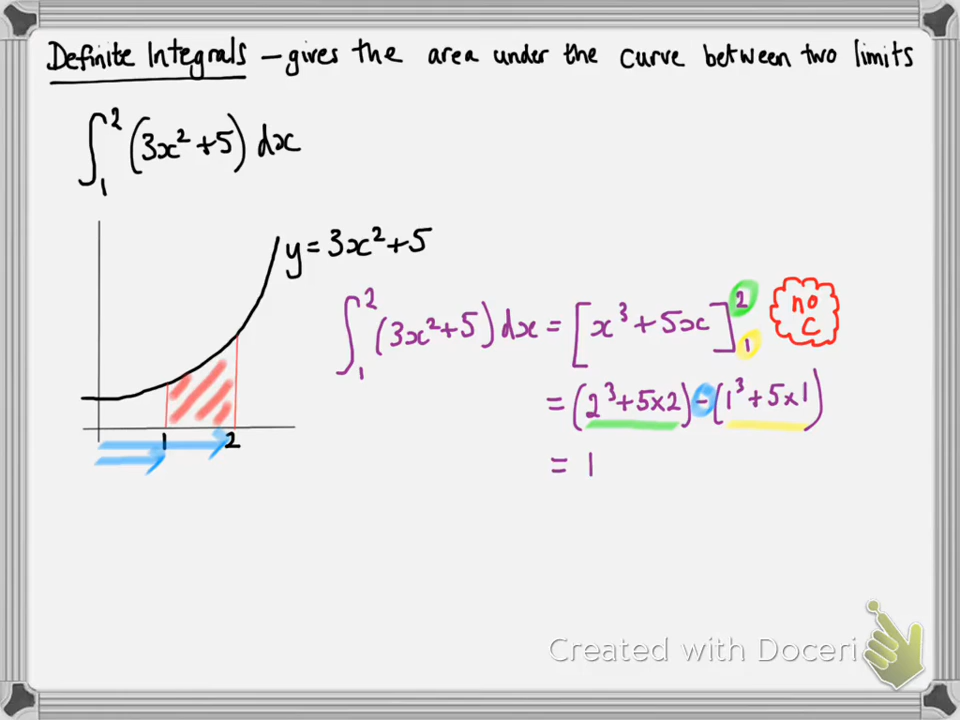 Definite Integrals – gives the area under the curve between two limits
∫₁² (3x² + 5) dx
y = 3x² + 5
∫₁² (3x² + 5) dx = [x³ + 5x]₁² no C
= (2³ + 5×2) - (1³ + 5×1)
= 1
1 2
Created with Doceri